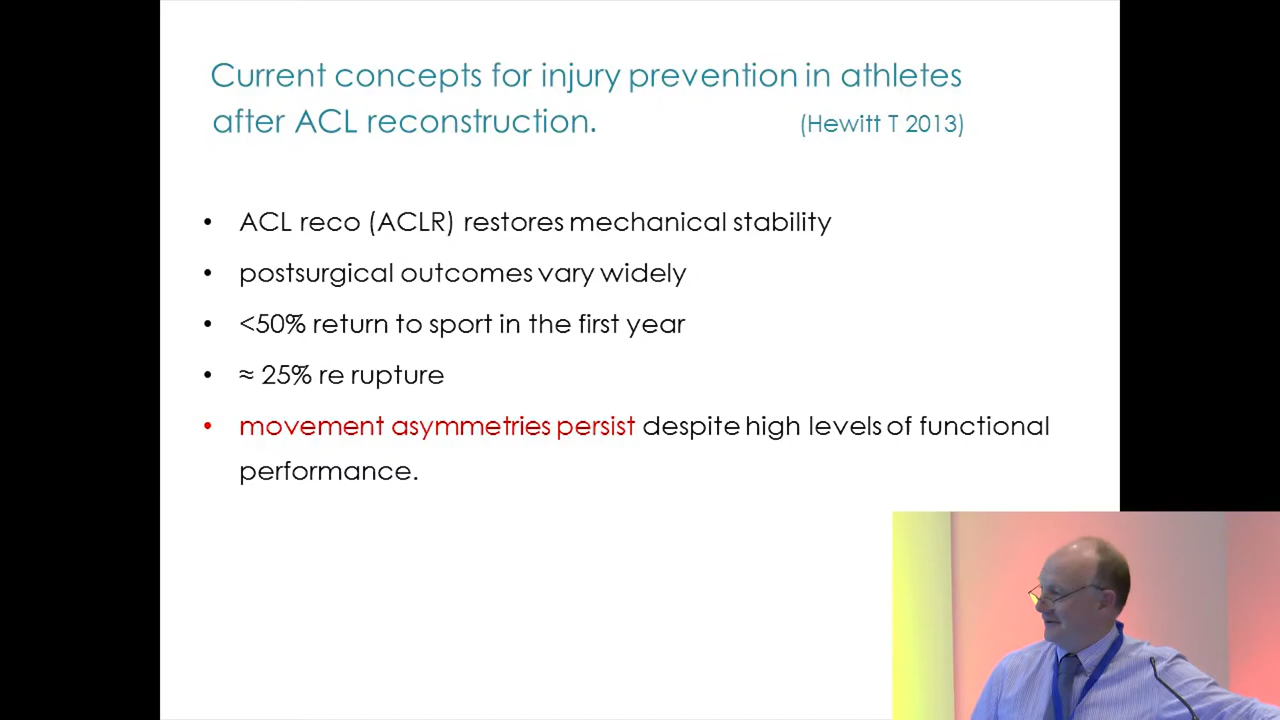 Current concepts for injury prevention in athletes
after ACL reconstruction. (Hewitt T 2013)
• ACL reco (ACLR) restores mechanical stability
• postsurgical outcomes vary widely
• <50% return to sport in the first year
• ≈ 25% re rupture
• movement asymmetries persist despite high levels of functional
performance.